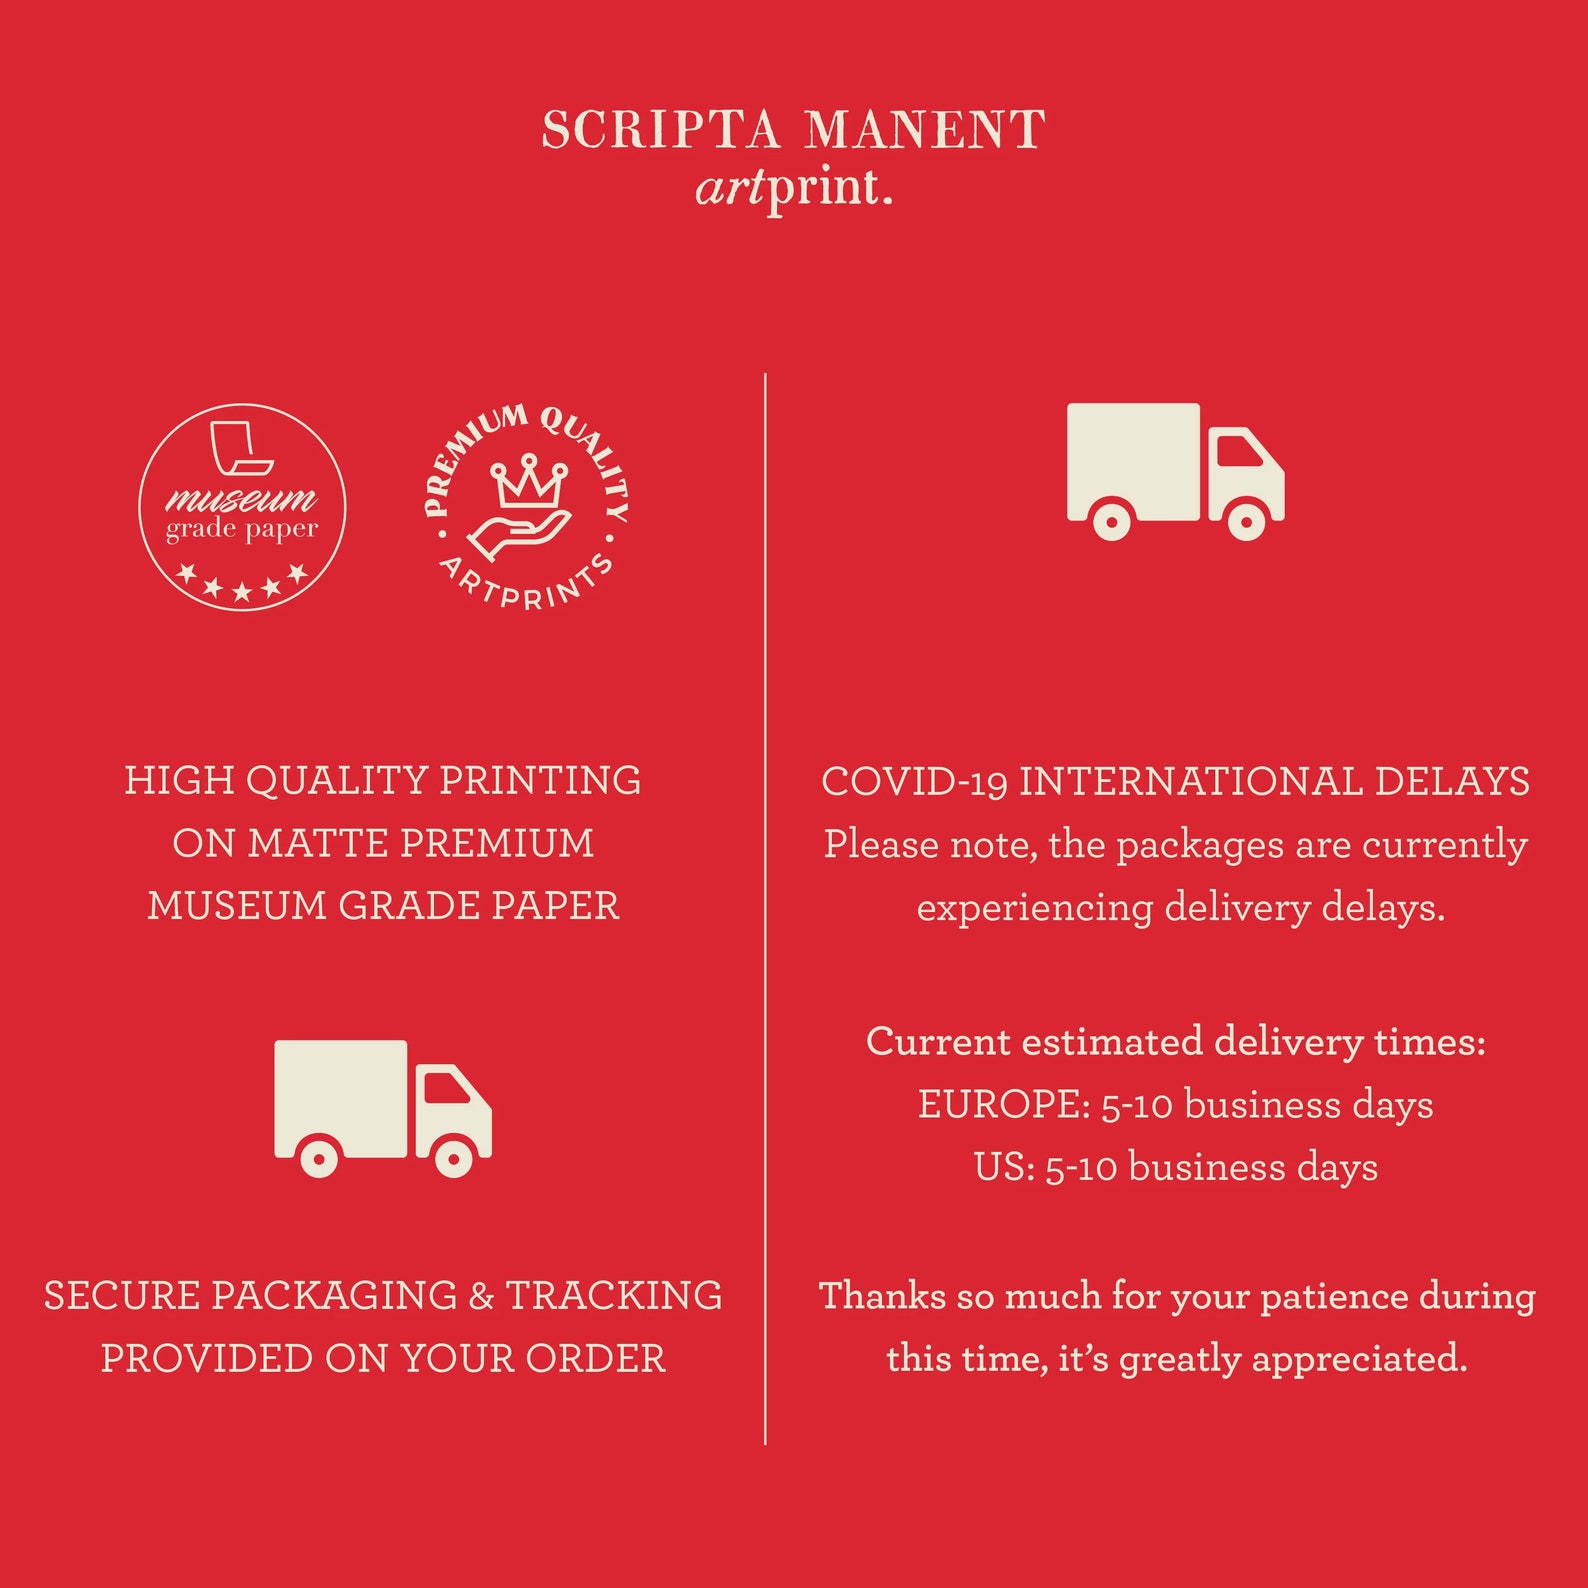 SCRIPTA MANENT
artprint.
museum
grade paper
· PREMIUM QUALITY ·
ARTPRINTS
HIGH QUALITY PRINTING
ON MATTE PREMIUM
MUSEUM GRADE PAPER
SECURE PACKAGING & TRACKING
PROVIDED ON YOUR ORDER
COVID-19 INTERNATIONAL DELAYS
Please note, the packages are currently
experiencing delivery delays.
Current estimated delivery times:
EUROPE: 5-10 business days
US: 5-10 business days
Thanks so much for your patience during
this time, it’s greatly appreciated.